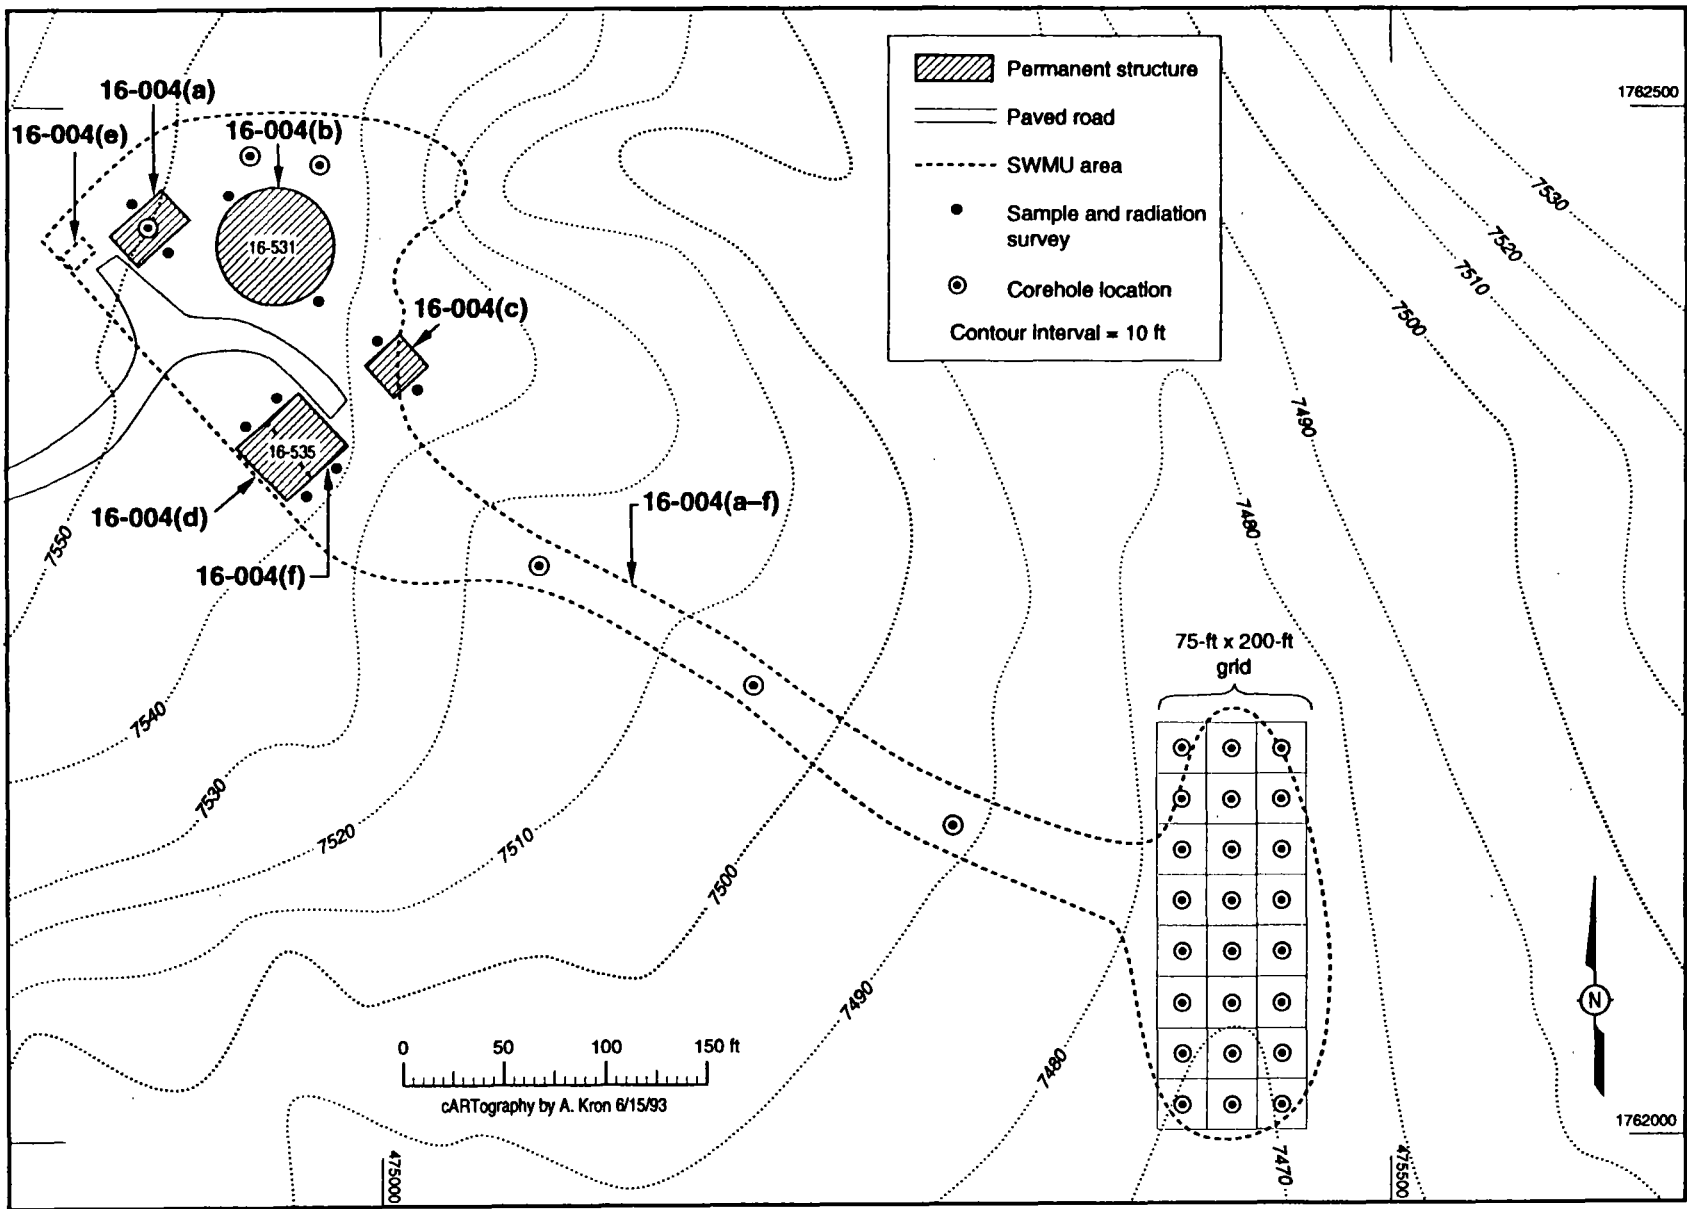 16-004(a)
16-004(e)
16-004(b)
16-531
16-004(c)
16-535
16-004(d)
16-004(f)
16-004(a–f)
Permanent structure
Paved road
SWMU area
Sample and radiation
survey
Corehole location
Contour interval = 10 ft
1762500
7530
7520
7510
7500
7490
7480
7550
7540
7530
7520
7510
7500
7490
7480
7470
75-ft x 200-ft
grid
N
0 50 100 150 ft
cARTography by A. Kron 6/15/93
1762000
475000
475500